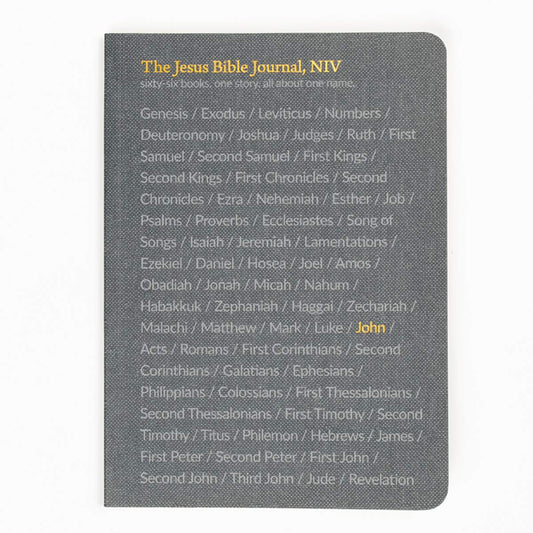 The Jesus Bible Journal, NIV
sixty-six books. one story. all about one name.
Genesis / Exodus / Leviticus / Numbers /
Deuteronomy / Joshua / Judges / Ruth / First
Samuel / Second Samuel / First Kings /
Second Kings / First Chronicles / Second
Chronicles / Ezra / Nehemiah / Esther / Job /
Psalms / Proverbs / Ecclesiastes / Song of
Songs / Isaiah / Jeremiah / Lamentations /
Ezekiel / Daniel / Hosea / Joel / Amos /
Obadiah / Jonah / Micah / Nahum /
Habakkuk / Zephaniah / Haggai / Zechariah /
Malachi / Matthew / Mark / Luke / John /
Acts / Romans / First Corinthians / Second
Corinthians / Galatians / Ephesians /
Philippians / Colossians / First Thessalonians /
Second Thessalonians / First Timothy / Second
Timothy / Titus / Philemon / Hebrews / James /
First Peter / Second Peter / First John /
Second John / Third John / Jude / Revelation